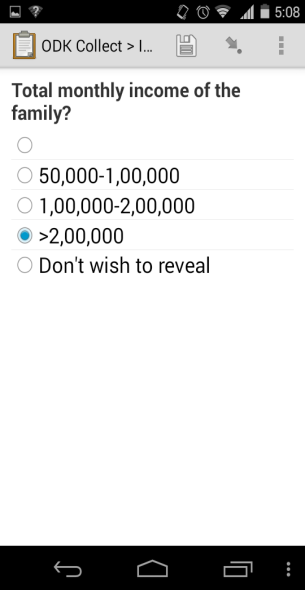 5:08
ODK Collect > I...
Total monthly income of the
family?
50,000-1,00,000
1,00,000-2,00,000
>2,00,000
Don't wish to reveal